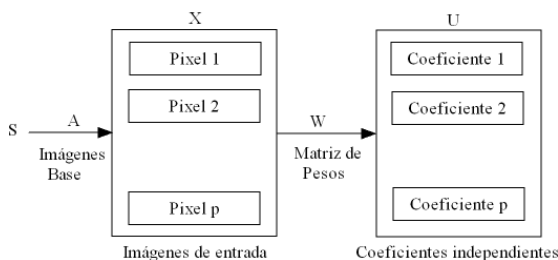 X
U
Pixel 1
Coeficiente 1
Pixel 2
Coeficiente 2
S
A
Imágenes
Base
W
Matriz de
Pesos
Pixel p
Coeficiente p
Imágenes de entrada
Coeficientes independientes